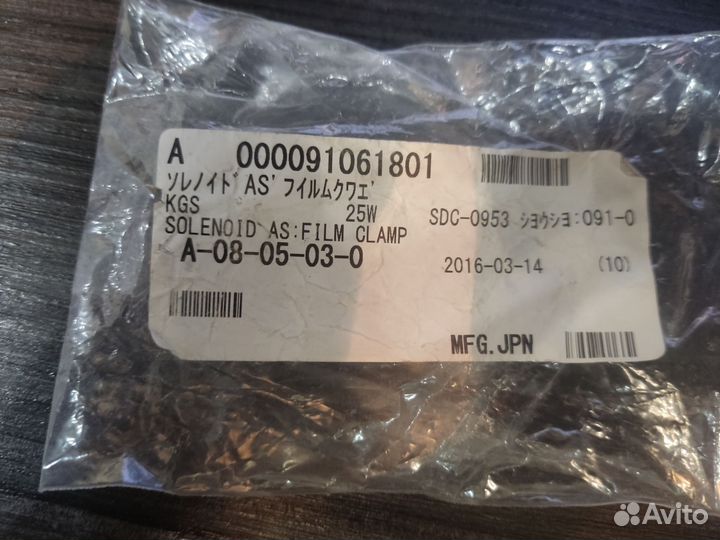 A 000091061801
ソレノイド AS' フイルムクワエ'
KGS 25W SDC-0953 シヨウシヨ:091-0
SOLENOID AS:FILM CLAMP
A-08-05-03-0 2016-03-14 (10)
MFG.JPN
Avito